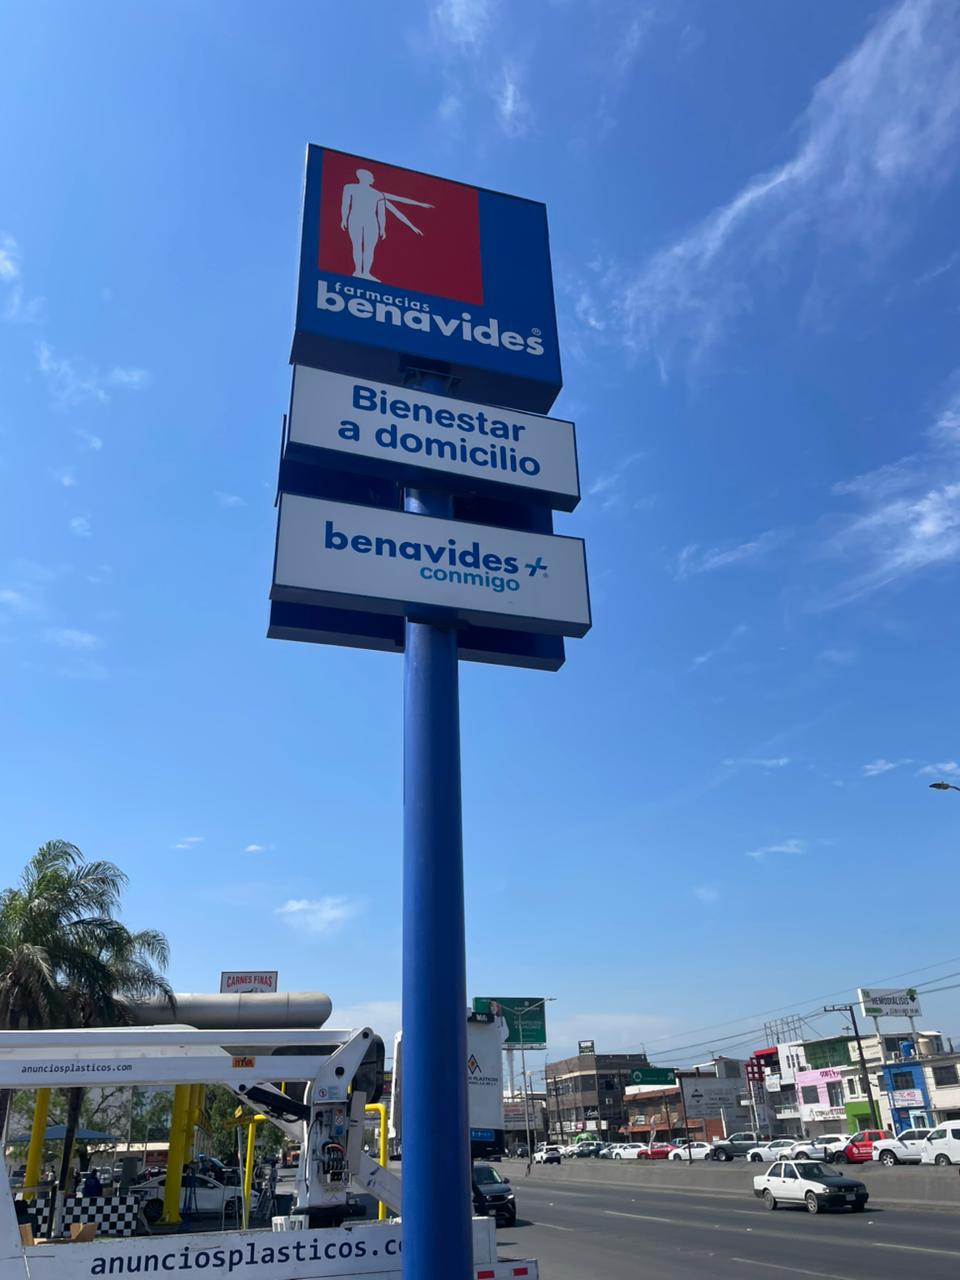 farmacias
benavides®
Bienestar
a domicilio
benavides+
conmigo
CARNES FINAS
anunciosplasticos.com
HEMODIALISIS
anunciosplasticos.c